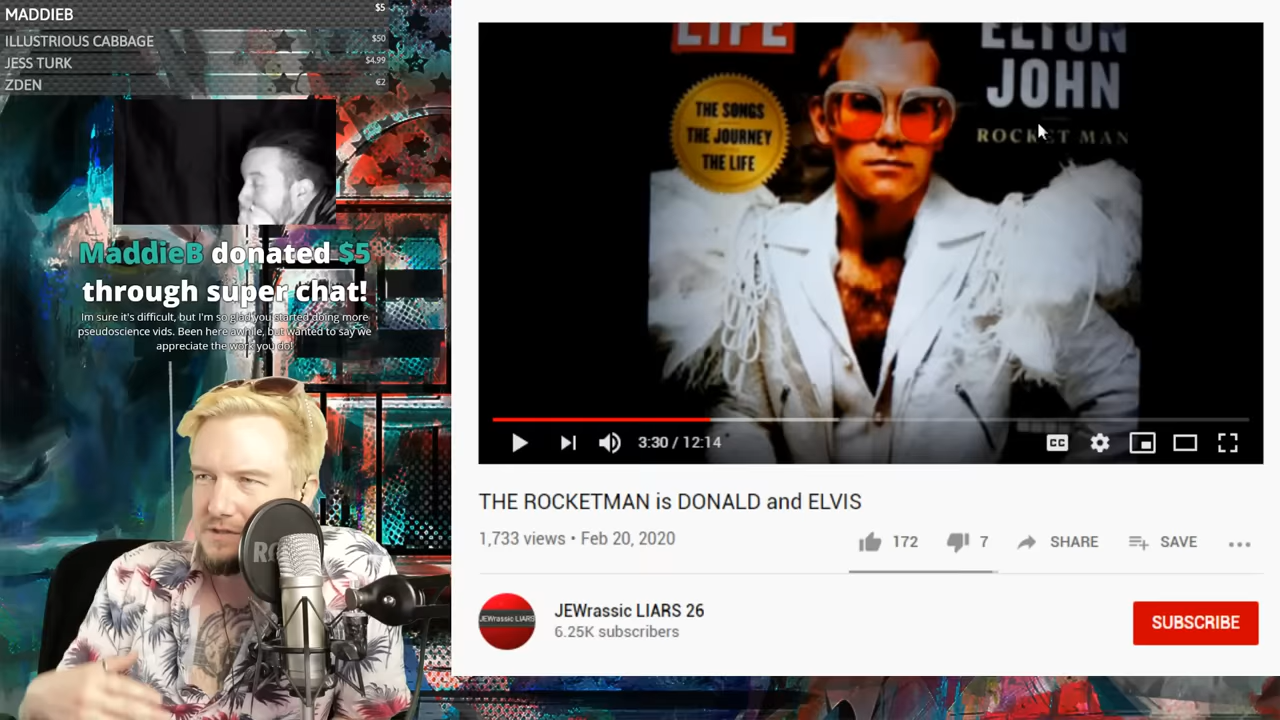 MADDIEB $5
ILLUSTRIOUS CABBAGE $50
JESS TURK $4.99
ZDEN €2
MaddieB donated $5
through super chat!
Im sure it's difficult, but I'm so glad you started doing more
pseudoscience vids. Been here awhile, but wanted to say we
appreciate the work you do!
LIFE
ELTON
JOHN
ROCKET MAN
THE SONGS
THE JOURNEY
THE LIFE
3:30 / 12:14
CC
THE ROCKETMAN is DONALD and ELVIS
1,733 views • Feb 20, 2020
172 7 SHARE SAVE
JEWrassic LIARS
JEWrassic LIARS 26
6.25K subscribers
SUBSCRIBE